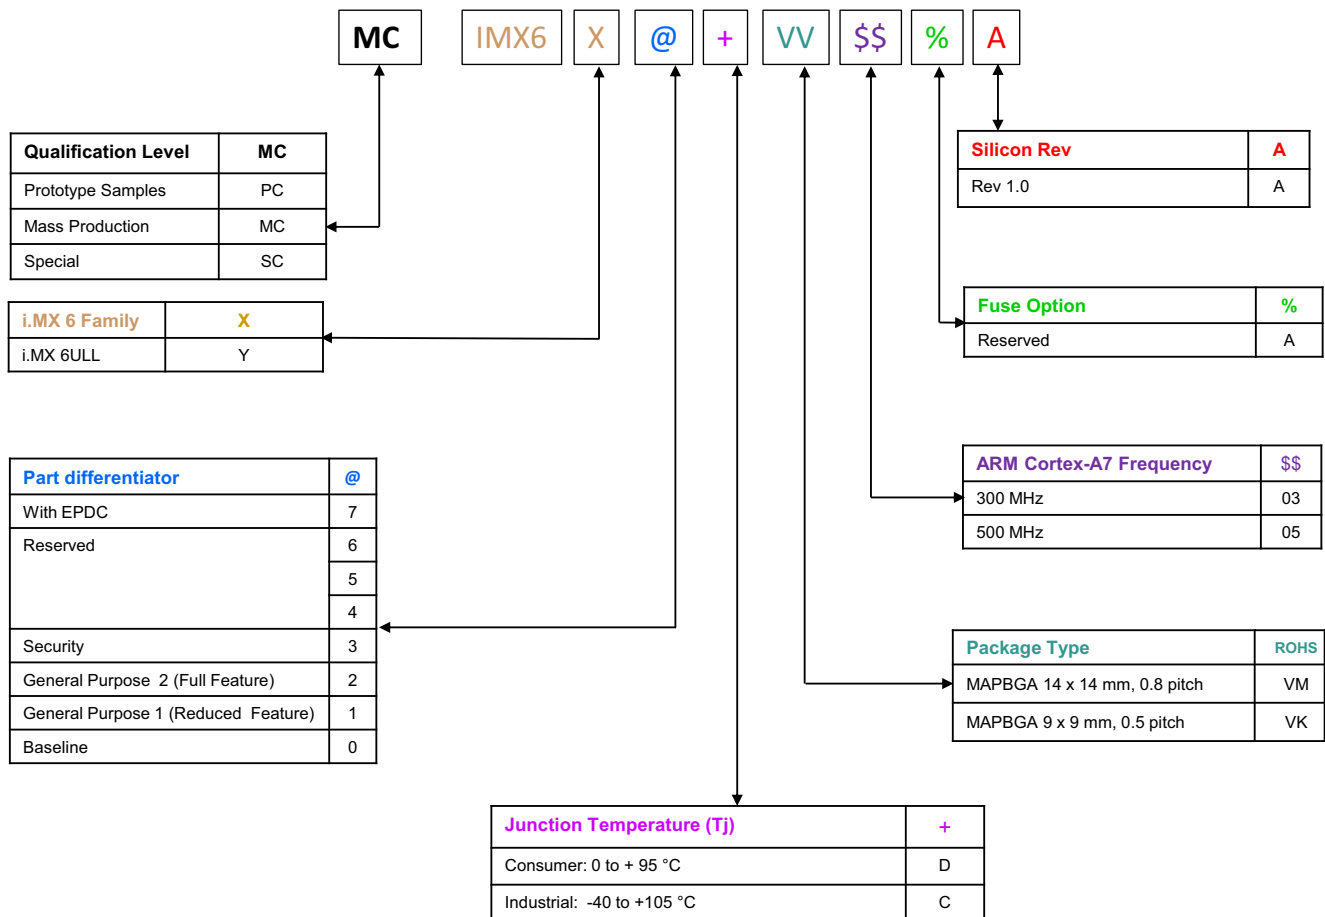 MC IMX6 X @ + VV $$ % A
Qualification Level MC
Prototype Samples PC
Mass Production MC
Special SC
Silicon Rev A
Rev 1.0 A
i.MX 6 Family X
i.MX 6ULL Y
Fuse Option %
Reserved A
Part differentiator @
With EPDC 7
Reserved 6
5
4
Security 3
General Purpose 2 (Full Feature) 2
General Purpose 1 (Reduced Feature) 1
Baseline 0
ARM Cortex-A7 Frequency $$
300 MHz 03
500 MHz 05
Package Type ROHS
MAPBGA 14 x 14 mm, 0.8 pitch VM
MAPBGA 9 x 9 mm, 0.5 pitch VK
Junction Temperature (Tj) +
Consumer: 0 to + 95 °C D
Industrial: -40 to +105 °C C